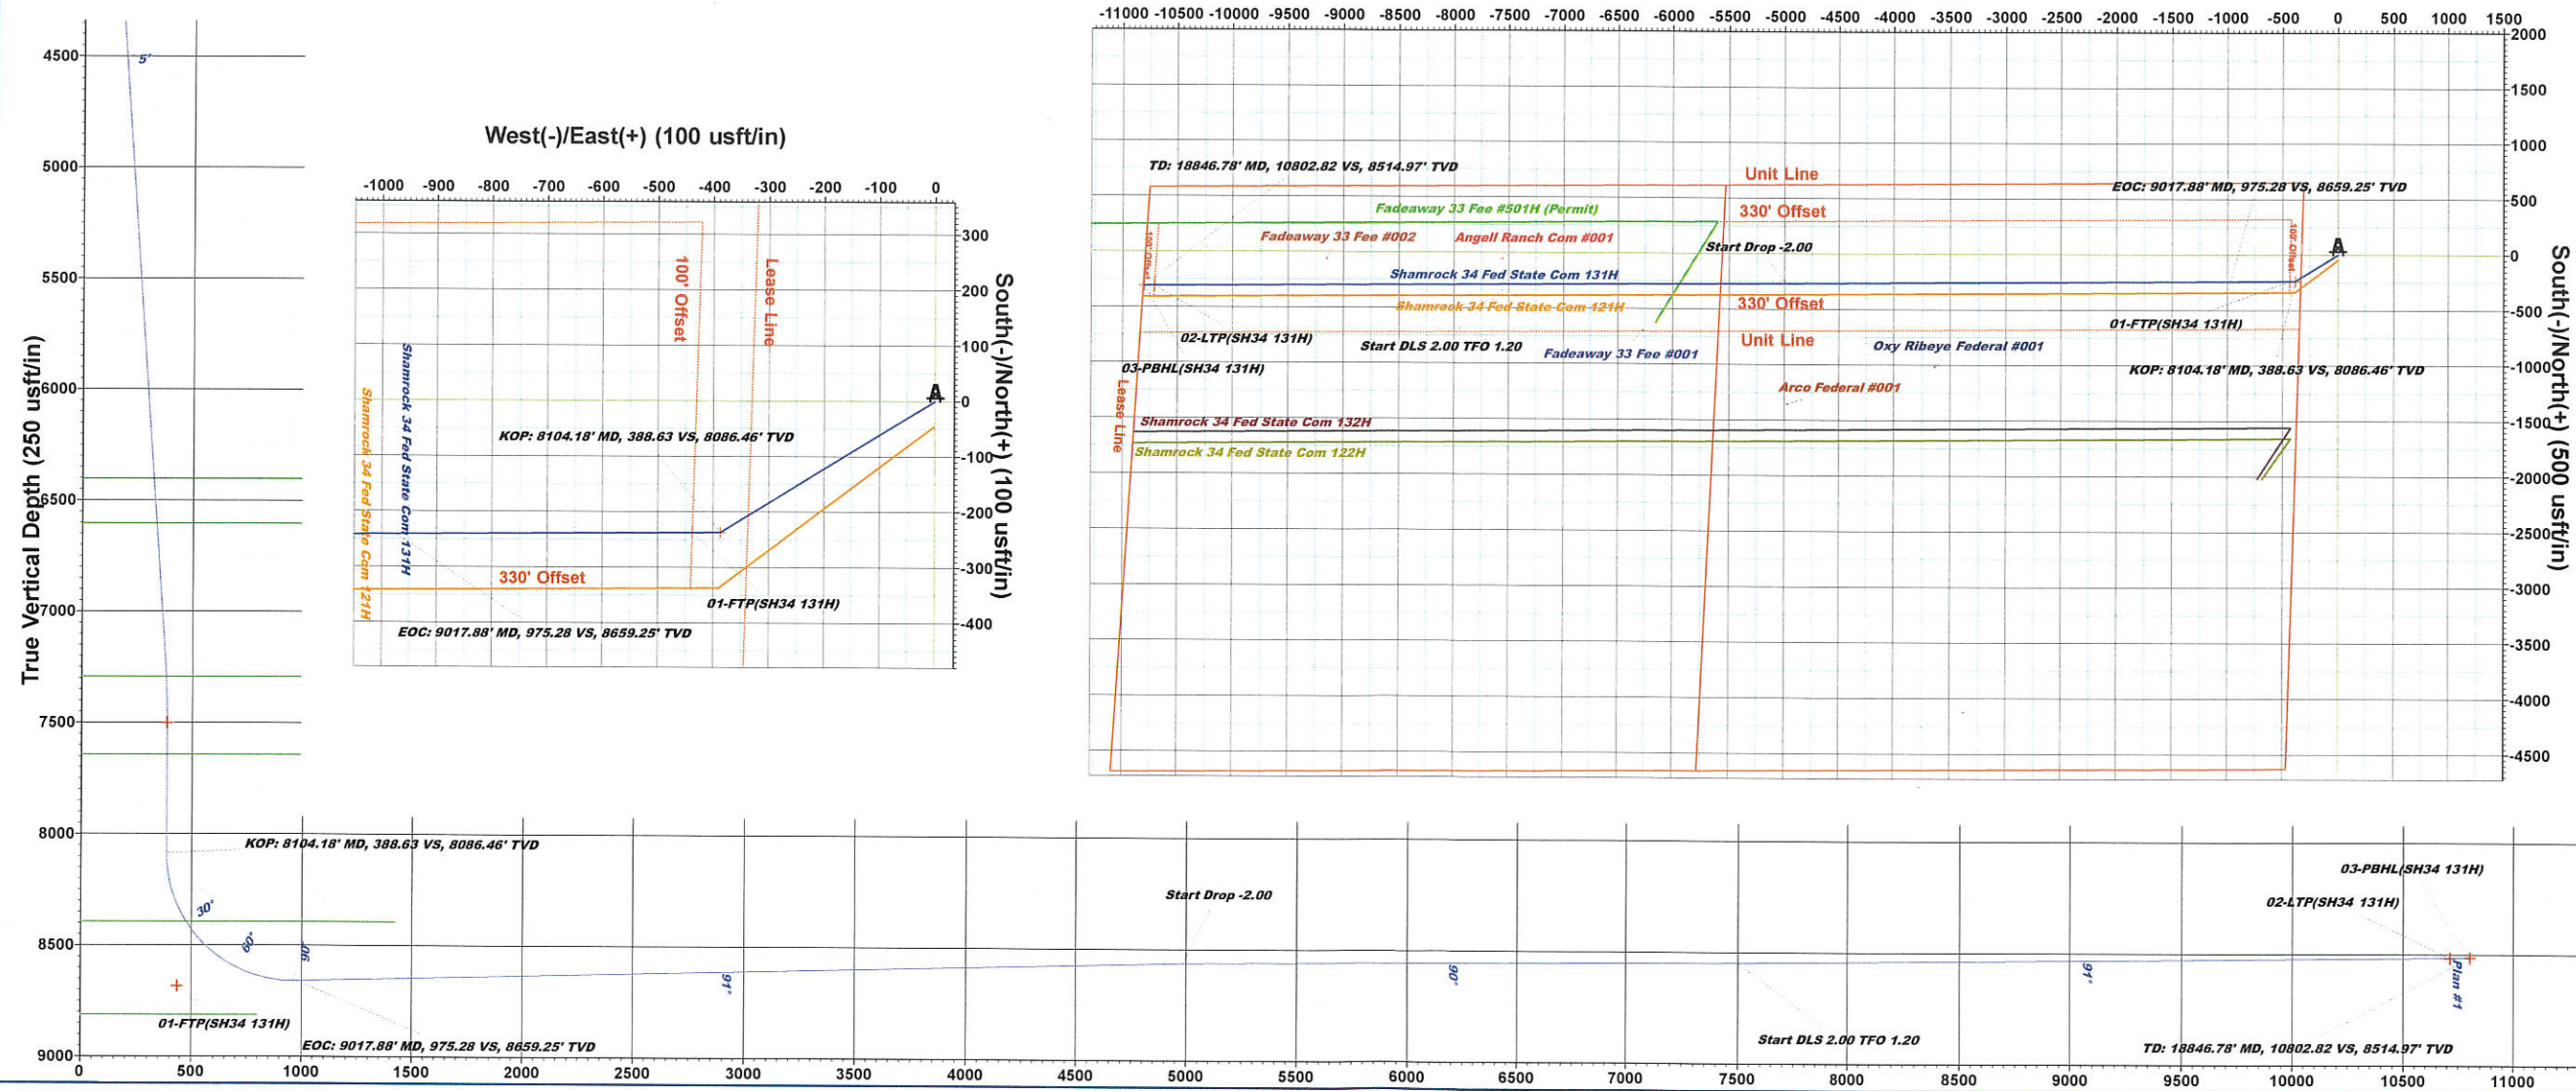 True Vertical Depth (250 usft/in)
4500
5000
5500
6000
6500
7000
7500
8000
8500
9000
5'
West(-)/East(+) (100 usft/in)
-1000 -900 -800 -700 -600 -500 -400 -300 -200 -100 0
300
200
100
0
-100
-200
-300
-400
South(-)/North(+) (100 usft/in)
100' Offset
Lease Line
A
KOP: 8104.18' MD, 388.63 VS, 8086.46' TVD
Shamrock 34 Fed State Com 131H
Shamrock 34 Fed State Com 121H
330' Offset
01-FTP(SH34 131H)
EOC: 9017.88' MD, 975.28 VS, 8659.25' TVD
-11000 -10500 -10000 -9500 -9000 -8500 -8000 -7500 -7000 -6500 -6000 -5500 -5000 -4500 -4000 -3500 -3000 -2500 -2000 -1500 -1000 -500 0 500 1000 1500
2000
1500
1000
500
0
-500
-1000
-1500
-2000
-2500
-3000
-3500
-4000
-4500
South(-)/North(+) (500 usft/in)
TD: 18846.78' MD, 10802.82 VS, 8514.97' TVD
Unit Line
EOC: 9017.88' MD, 975.28 VS, 8659.25' TVD
Fadeaway 33 Fee #501H (Permit)
330' Offset
100' Offset
Fadeaway 33 Fee #002
Angell Ranch Com #001
Start Drop -2.00
100' Offset
A
Shamrock 34 Fed State Com 131H
Shamrock 34 Fed State Com 121H
330' Offset
01-FTP(SH34 131H)
02-LTP(SH34 131H)
Start DLS 2.00 TFO 1.20
Fadeaway 33 Fee #001
Unit Line
Oxy Ribeye Federal #001
03-PBHL(SH34 131H)
KOP: 8104.18' MD, 388.63 VS, 8086.46' TVD
Arco Federal #001
Lease Line
Shamrock 34 Fed State Com 132H
Shamrock 34 Fed State Com 122H
KOP: 8104.18' MD, 388.63 VS, 8086.46' TVD
30°
60°
90°
91°
90°
91°
Start Drop -2.00
03-PBHL(SH34 131H)
02-LTP(SH34 131H)
Plan #1
01-FTP(SH34 131H)
EOC: 9017.88' MD, 975.28 VS, 8659.25' TVD
Start DLS 2.00 TFO 1.20
TD: 18846.78' MD, 10802.82 VS, 8514.97' TVD
0 500 1000 1500 2000 2500 3000 3500 4000 4500 5000 5500 6000 6500 7000 7500 8000 8500 9000 9500 10000 10500 11000